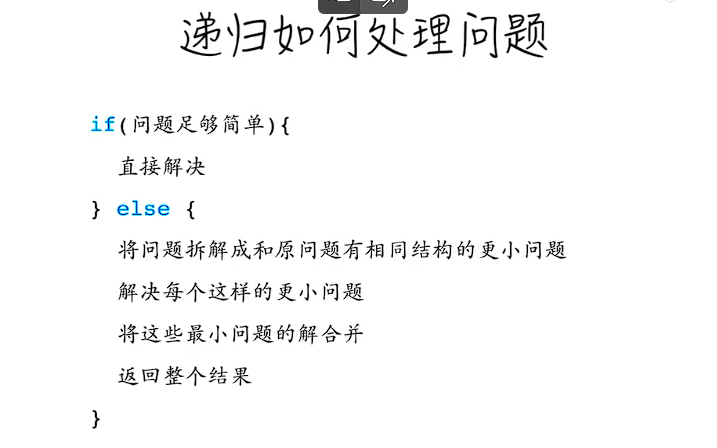 递归如何处理问题
if(问题足够简单){
直接解决
} else {
将问题拆解成和原问题有相同结构的更小问题
解决每个这样的更小问题
将这些最小问题的解合并
返回整个结果
}